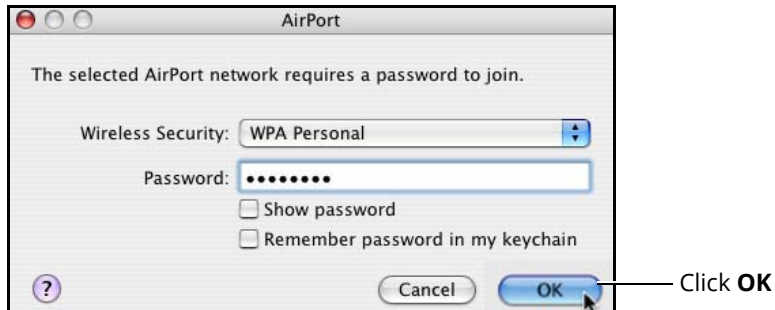 AirPort
The selected AirPort network requires a password to join.
Wireless Security: WPA Personal
Password: ••••••••
Show password
Remember password in my keychain
? Cancel OK Click OK